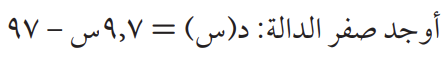 أوجد صفر الدالة: د(س) = ٩,٧س − ٩٧